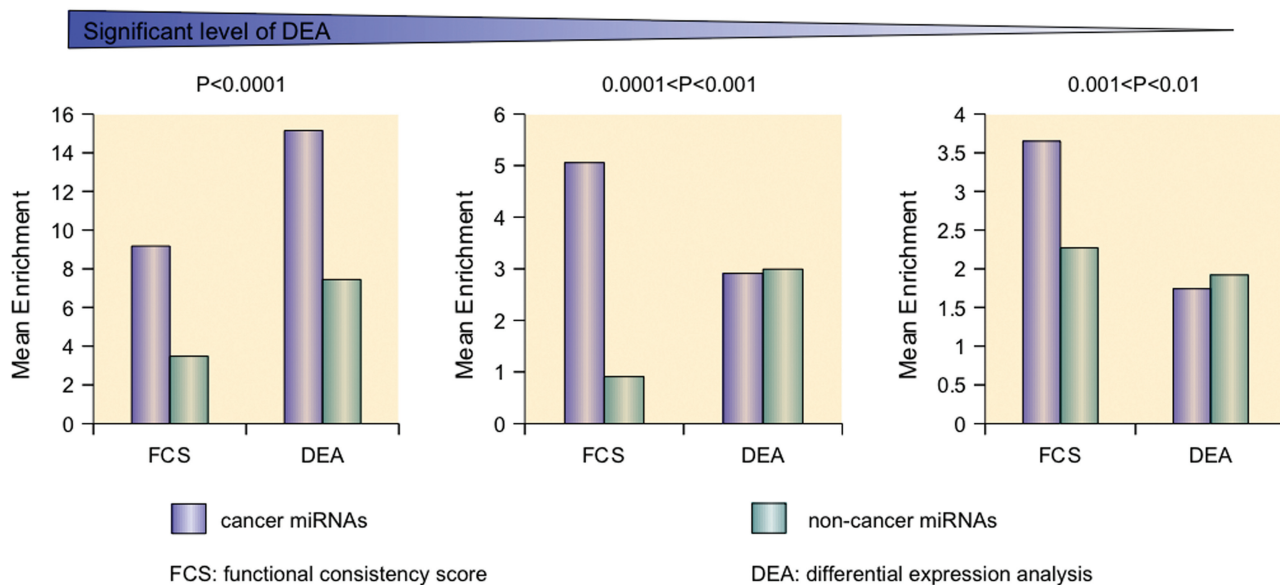 Significant level of DEA
P<0.0001
0.0001<P<0.001
0.001<P<0.01
Mean Enrichment
16
14
12
10
8
6
4
2
0
FCS
DEA
Mean Enrichment
6
5
4
3
2
1
0
FCS
DEA
Mean Enrichment
4
3.5
3
2.5
2
1.5
1
0.5
0
FCS
DEA
cancer miRNAs
non-cancer miRNAs
FCS: functional consistency score
DEA: differential expression analysis